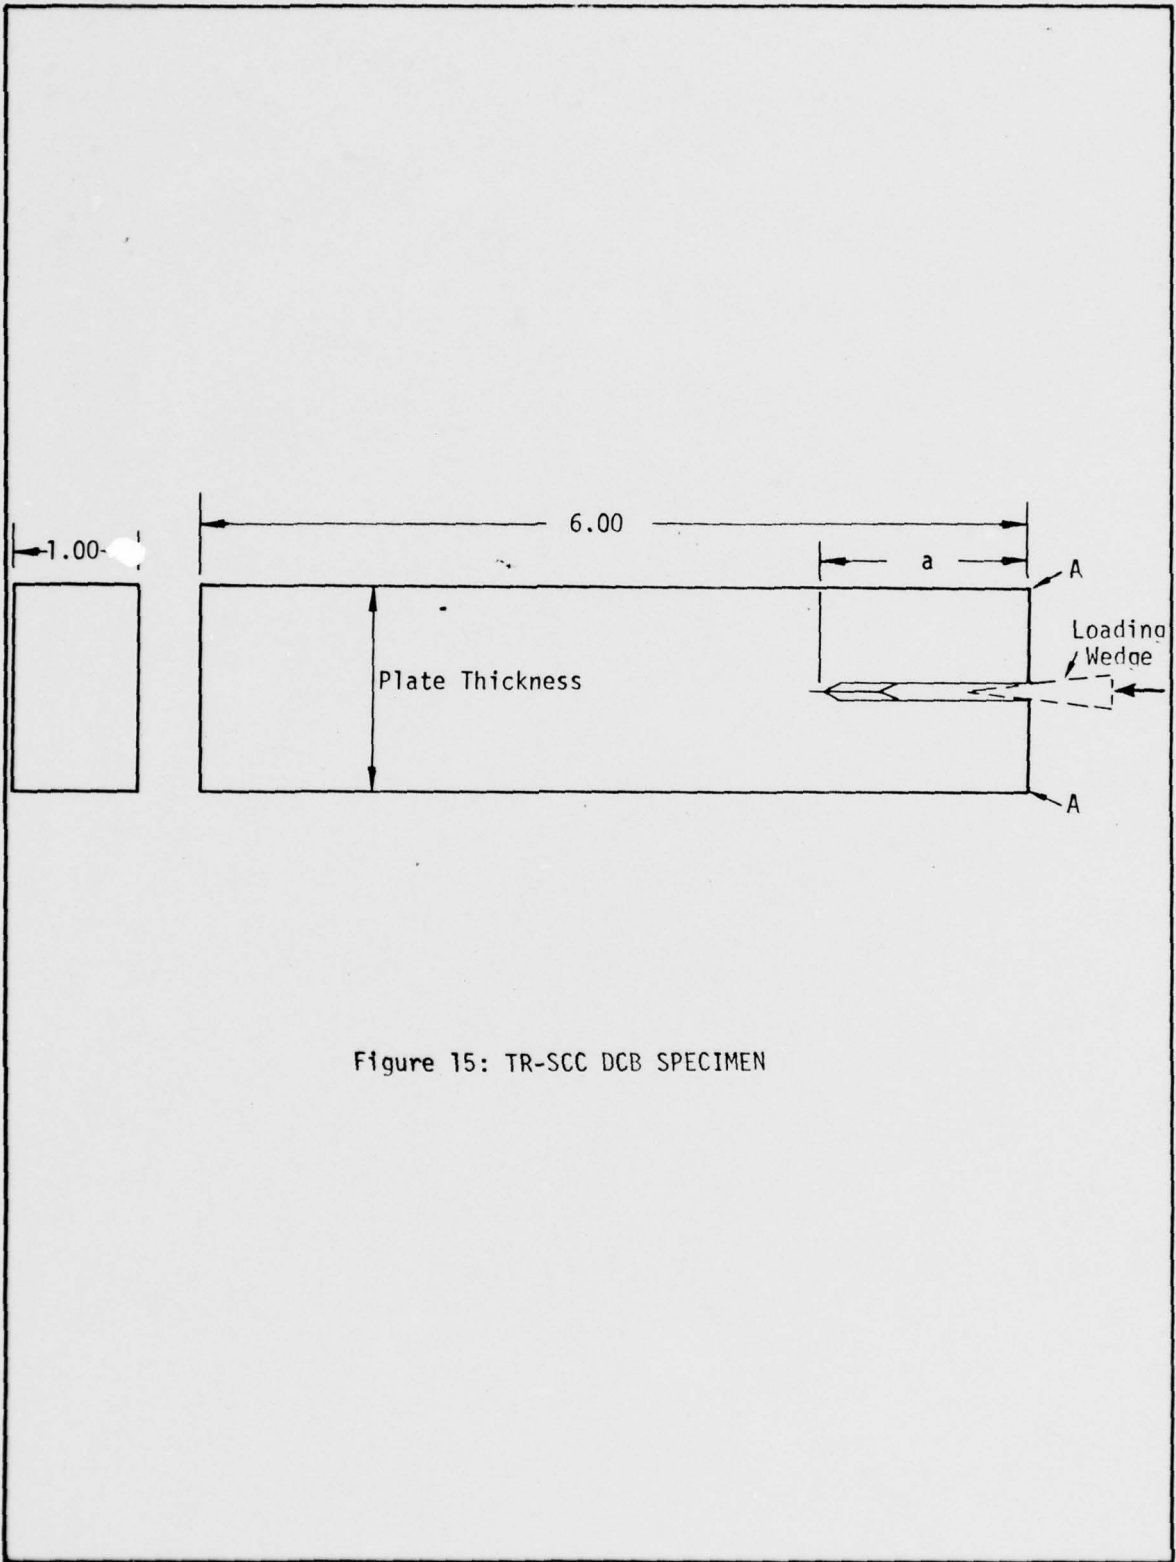 6.00
1.00
a
A
Loading
Wedge
Plate Thickness
A
Figure 15: TR-SCC DCB SPECIMEN